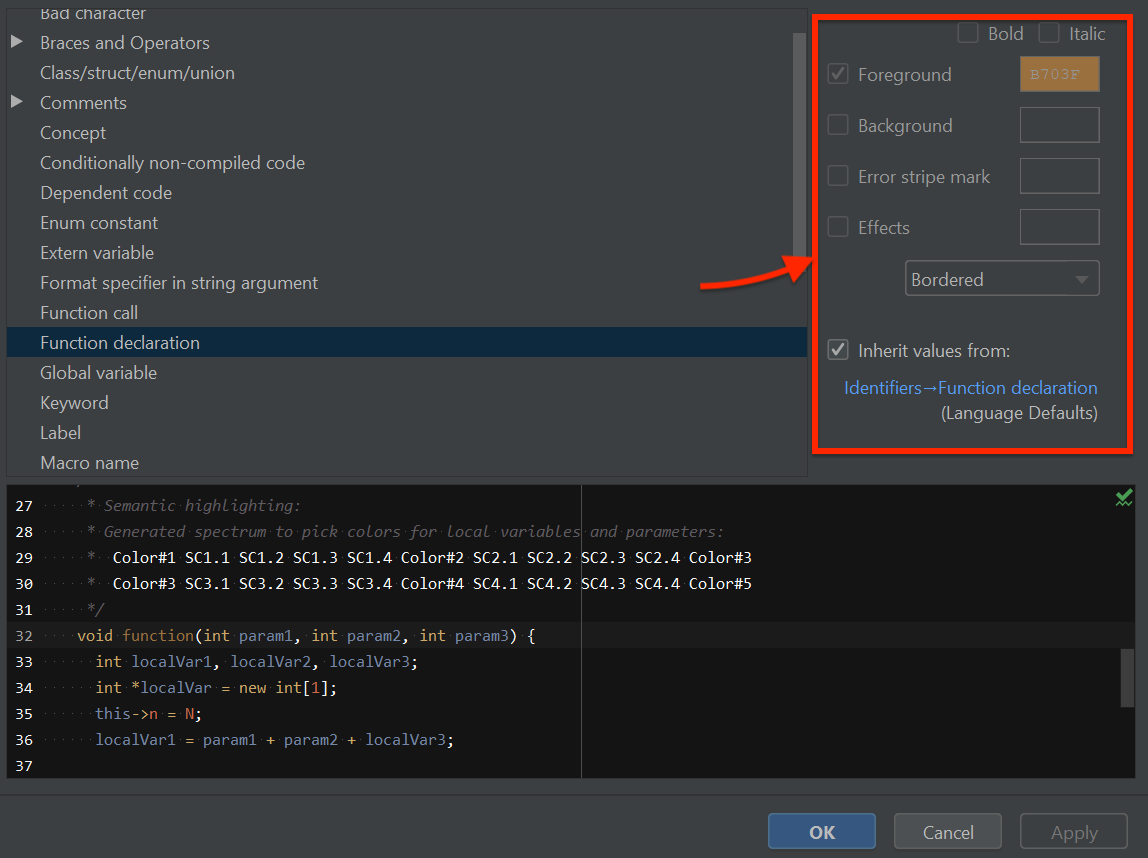 Bad character
Braces and Operators
Class/struct/enum/union
Comments
Concept
Conditionally non-compiled code
Dependent code
Enum constant
Extern variable
Format specifier in string argument
Function call
Function declaration
Global variable
Keyword
Label
Macro name
Bold Italic
Foreground B703F
Background
Error stripe mark
Effects
Bordered
Inherit values from:
Identifiers→Function declaration
(Language Defaults)
27 * Semantic highlighting:
28 * Generated spectrum to pick colors for local variables and parameters:
29 * Color#1 SC1.1 SC1.2 SC1.3 SC1.4 Color#2 SC2.1 SC2.2 SC2.3 SC2.4 Color#3
30 * Color#3 SC3.1 SC3.2 SC3.3 SC3.4 Color#4 SC4.1 SC4.2 SC4.3 SC4.4 Color#5
31 */
32 void function(int param1, int param2, int param3) {
33 int localVar1, localVar2, localVar3;
34 int *localVar = new int[1];
35 this->n = N;
36 localVar1 = param1 + param2 + localVar3;
37
OK Cancel Apply